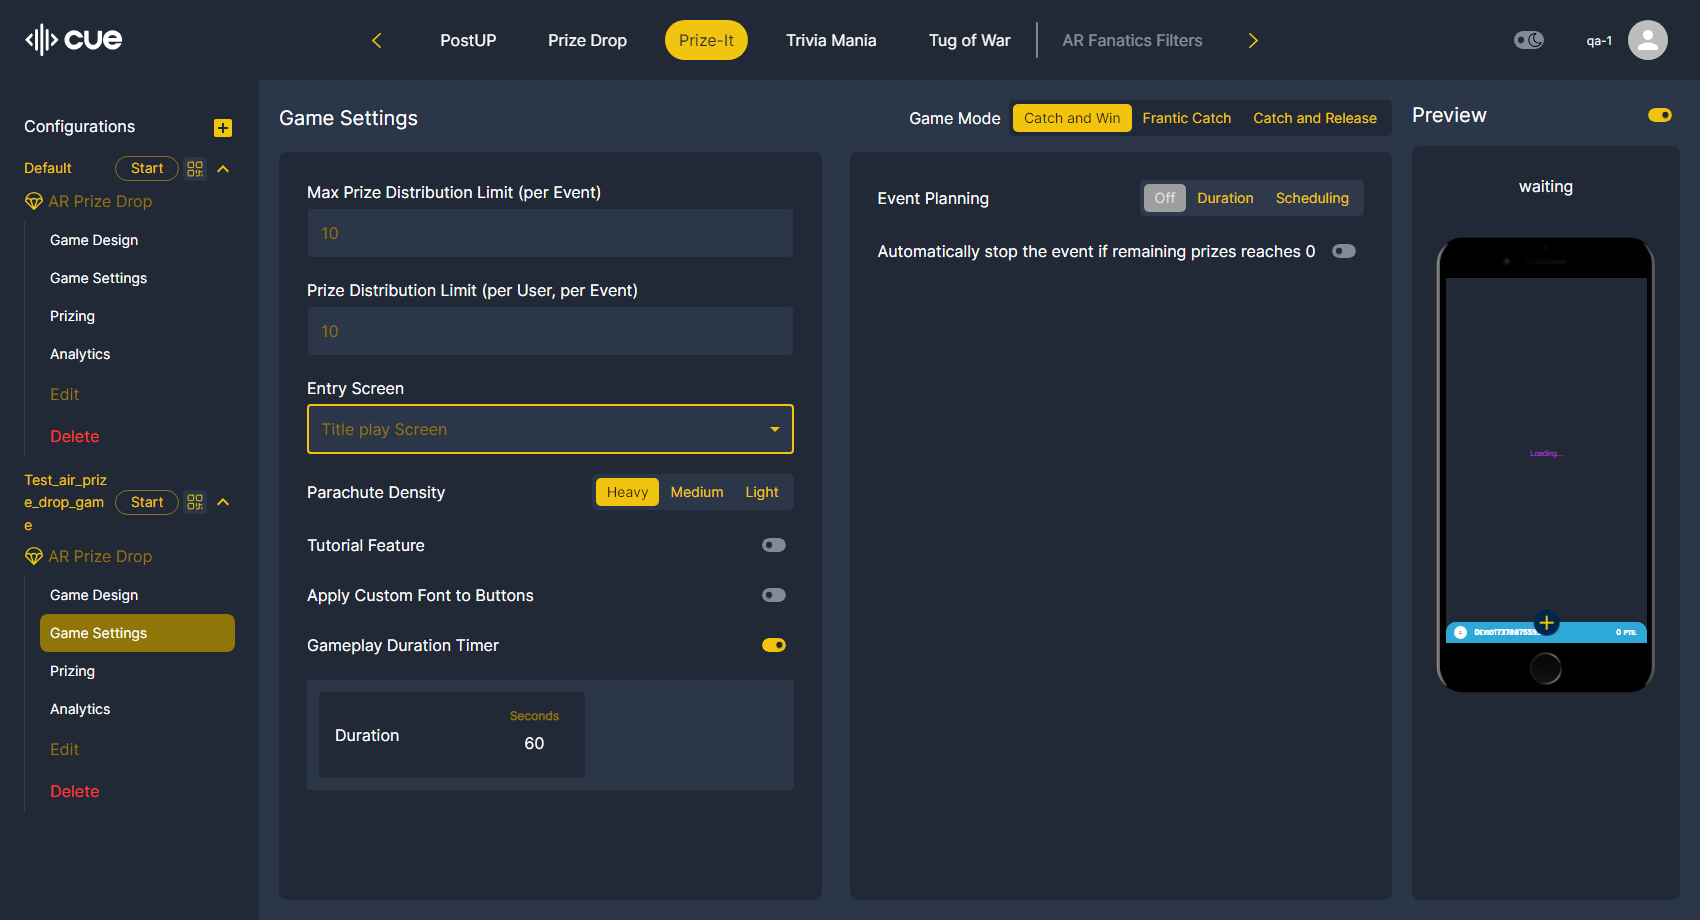 cue
PostUP
Prize Drop
Prize-It
Trivia Mania
Tug of War
AR Fanatics Filters
qa-1
Configurations
Default
Start
AR Prize Drop
Game Design
Game Settings
Prizing
Analytics
Edit
Delete
Test_air_priz
e_drop_gam
e
Start
AR Prize Drop
Game Design
Game Settings
Prizing
Analytics
Edit
Delete
Game Settings
Game Mode
Catch and Win
Frantic Catch
Catch and Release
Max Prize Distribution Limit (per Event)
10
Prize Distribution Limit (per User, per Event)
10
Entry Screen
Title play Screen
Parachute Density
Heavy
Medium
Light
Tutorial Feature
Apply Custom Font to Buttons
Gameplay Duration Timer
Duration
Seconds
60
Event Planning
Off
Duration
Scheduling
Automatically stop the event if remaining prizes reaches 0
Preview
waiting
Loading...
0 PTS.